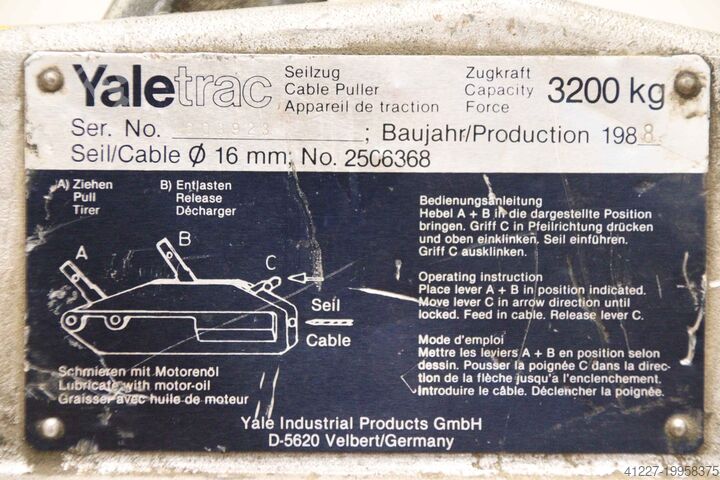 Yaletrac
Seilzug
Cable Puller
Appareil de traction
Zugkraft
Capacity
Force
3200 kg
Ser. No. 923; Baujahr/Production 1988
Seil/Cable Ø 16 mm; No. 2506368
A) Ziehen
Pull
Tirer
B) Entlasten
Release
Décharger
A
B
C
Seil
Cable
Schmieren mit Motorenöl
Lubricate with motor-oil
Graisser avec huile de moteur
Bedienungsanleitung
Hebel A + B in die dargestellte Position
bringen. Griff C in Pfeilrichtung drücken
und oben einklinken. Seil einführen.
Griff C ausklinken.
Operating instruction
Place lever A + B in position indicated.
Move lever C in arrow direction until
locked. Feed in cable. Release lever C.
Mode d'emploi
Mettre les leviers A + B en position selon
dessin. Pousser la poignée C dans la direc-
tion de la flèche jusqu'a l'enclenchement.
Introduire le câble. Déclencher la poignée.
Yale Industrial Products GmbH
D-5620 Velbert/Germany
41227-19958375